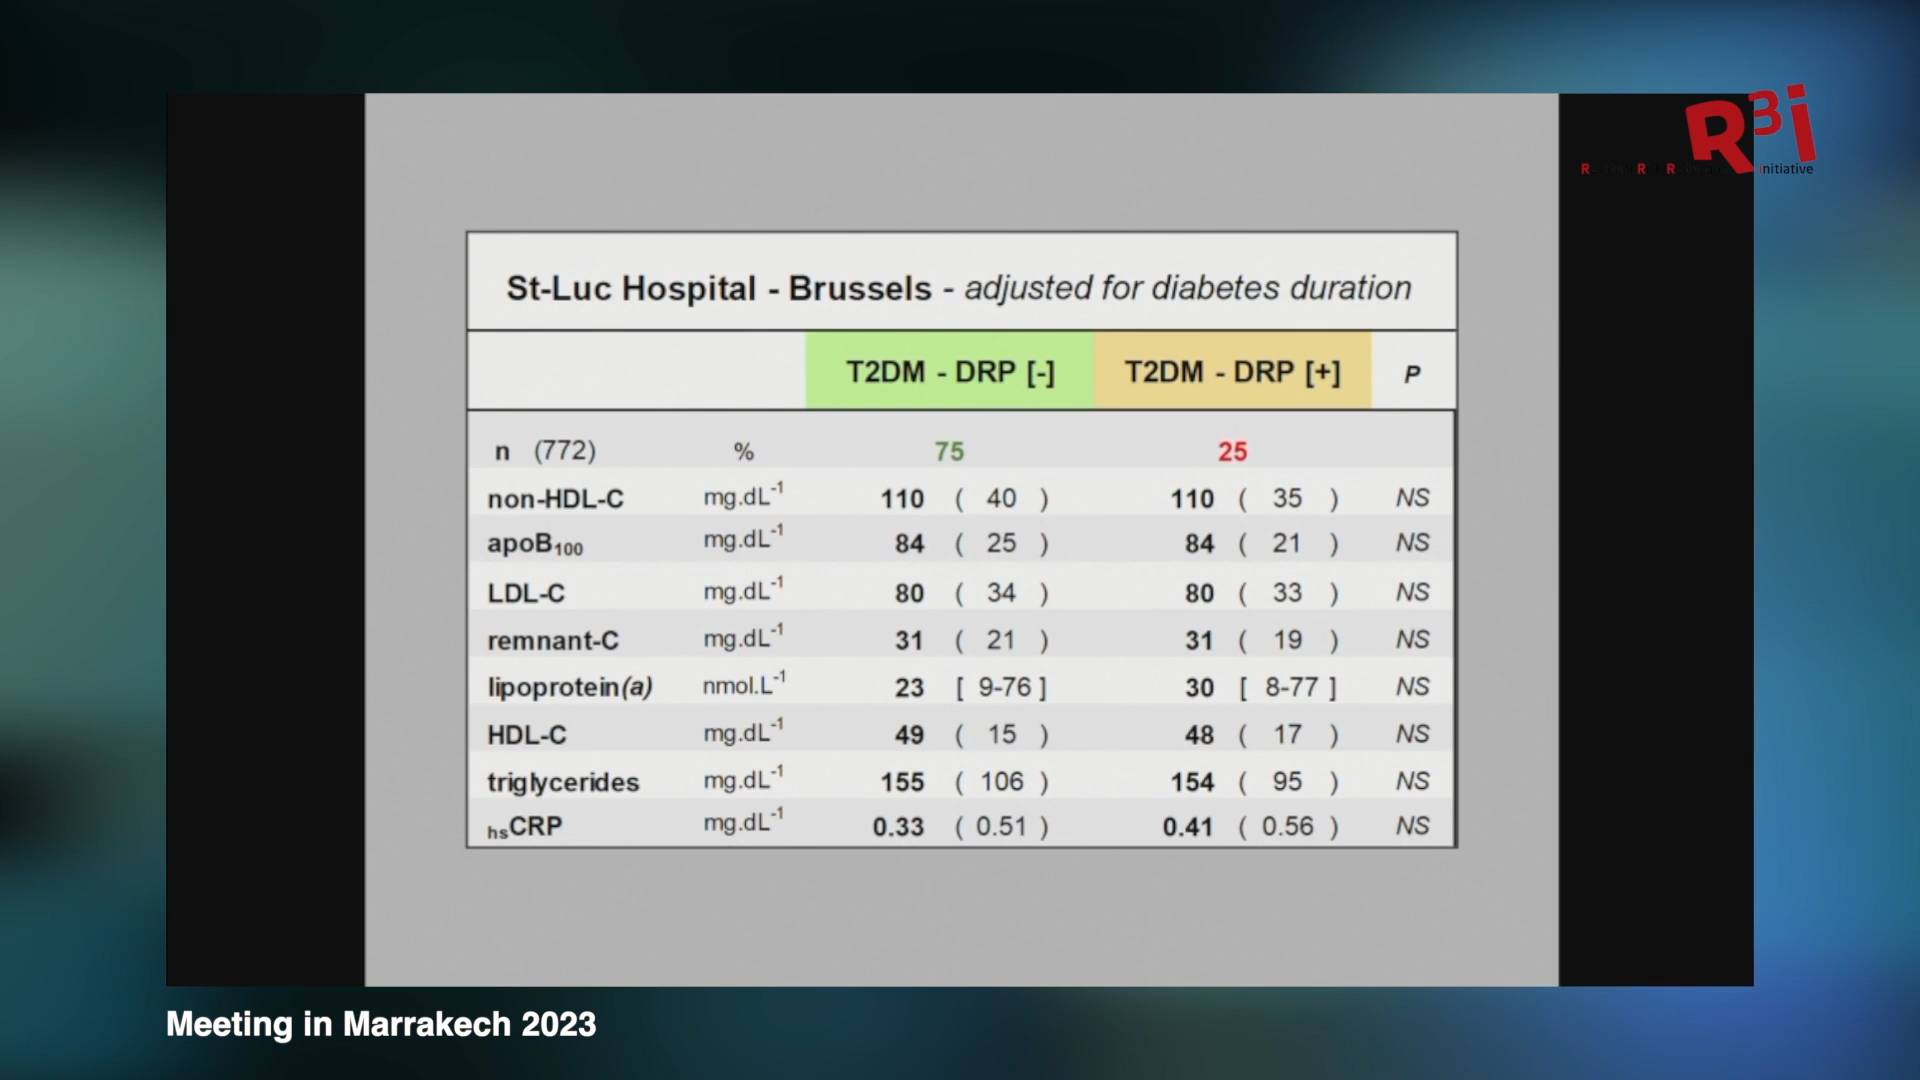 R3i
R R R initiative
St-Luc Hospital - Brussels - adjusted for diabetes duration
T2DM - DRP [-] T2DM - DRP [+] P
n (772) % 75 25
non-HDL-C mg.dL-1 110 ( 40 ) 110 ( 35 ) NS
apoB100 mg.dL-1 84 ( 25 ) 84 ( 21 ) NS
LDL-C mg.dL-1 80 ( 34 ) 80 ( 33 ) NS
remnant-C mg.dL-1 31 ( 21 ) 31 ( 19 ) NS
lipoprotein(a) nmol.L-1 23 [ 9-76 ] 30 [ 8-77 ] NS
HDL-C mg.dL-1 49 ( 15 ) 48 ( 17 ) NS
triglycerides mg.dL-1 155 ( 106 ) 154 ( 95 ) NS
hsCRP mg.dL-1 0.33 ( 0.51 ) 0.41 ( 0.56 ) NS
Meeting in Marrakech 2023